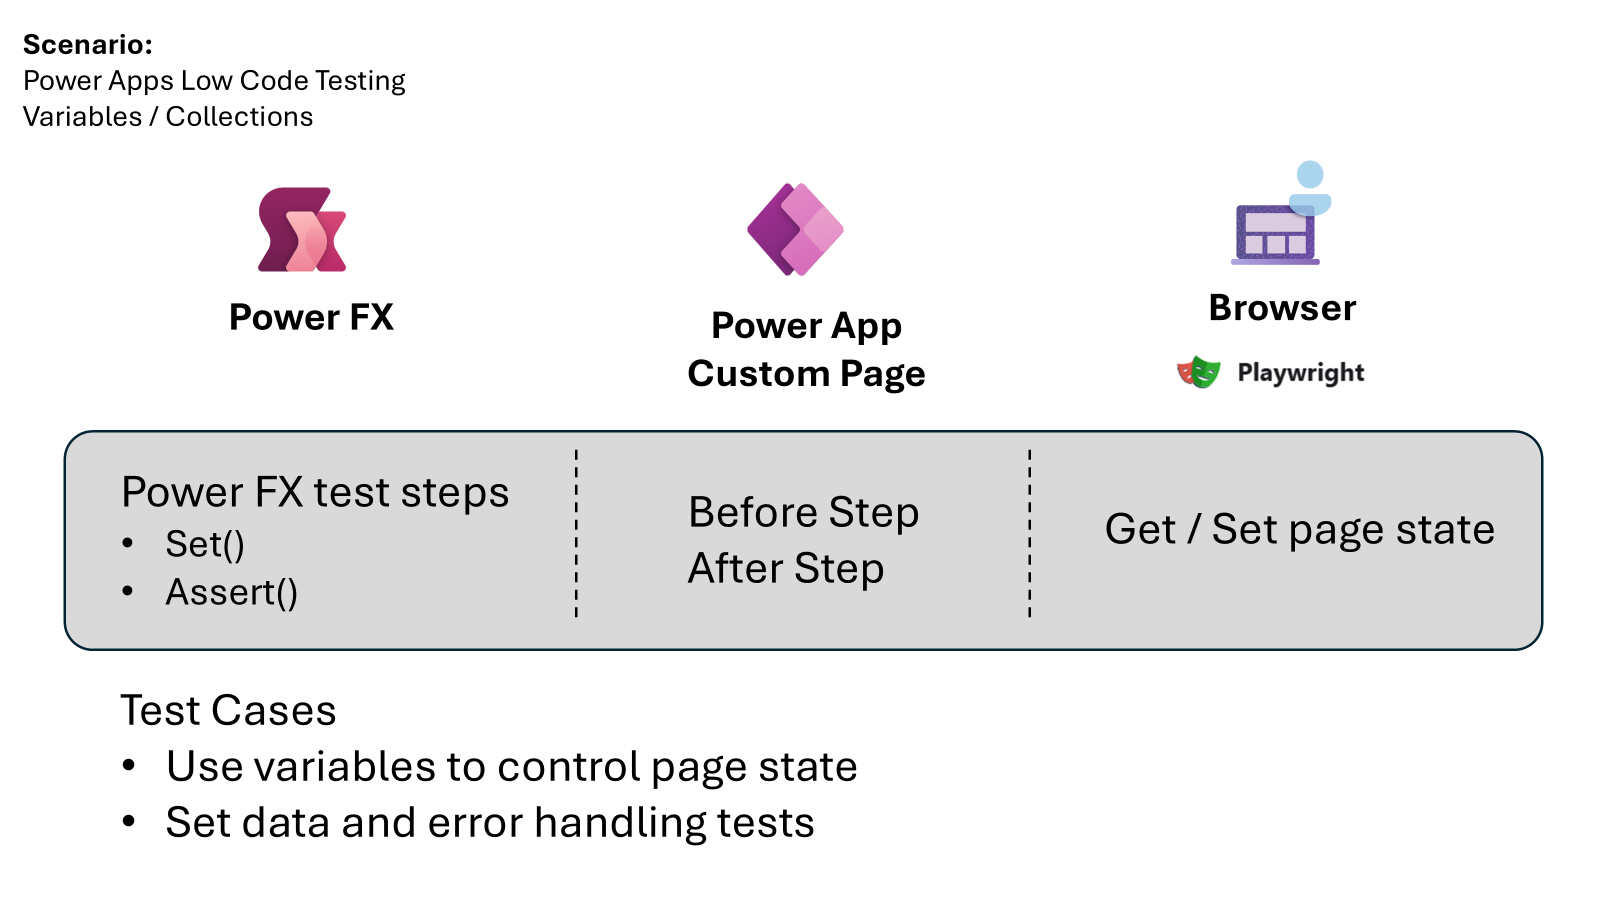 Scenario:
Power Apps Low Code Testing
Variables / Collections
Power FX
Power App
Custom Page
Browser
Playwright
Power FX test steps
• Set()
• Assert()
Before Step
After Step
Get / Set page state
Test Cases
• Use variables to control page state
• Set data and error handling tests